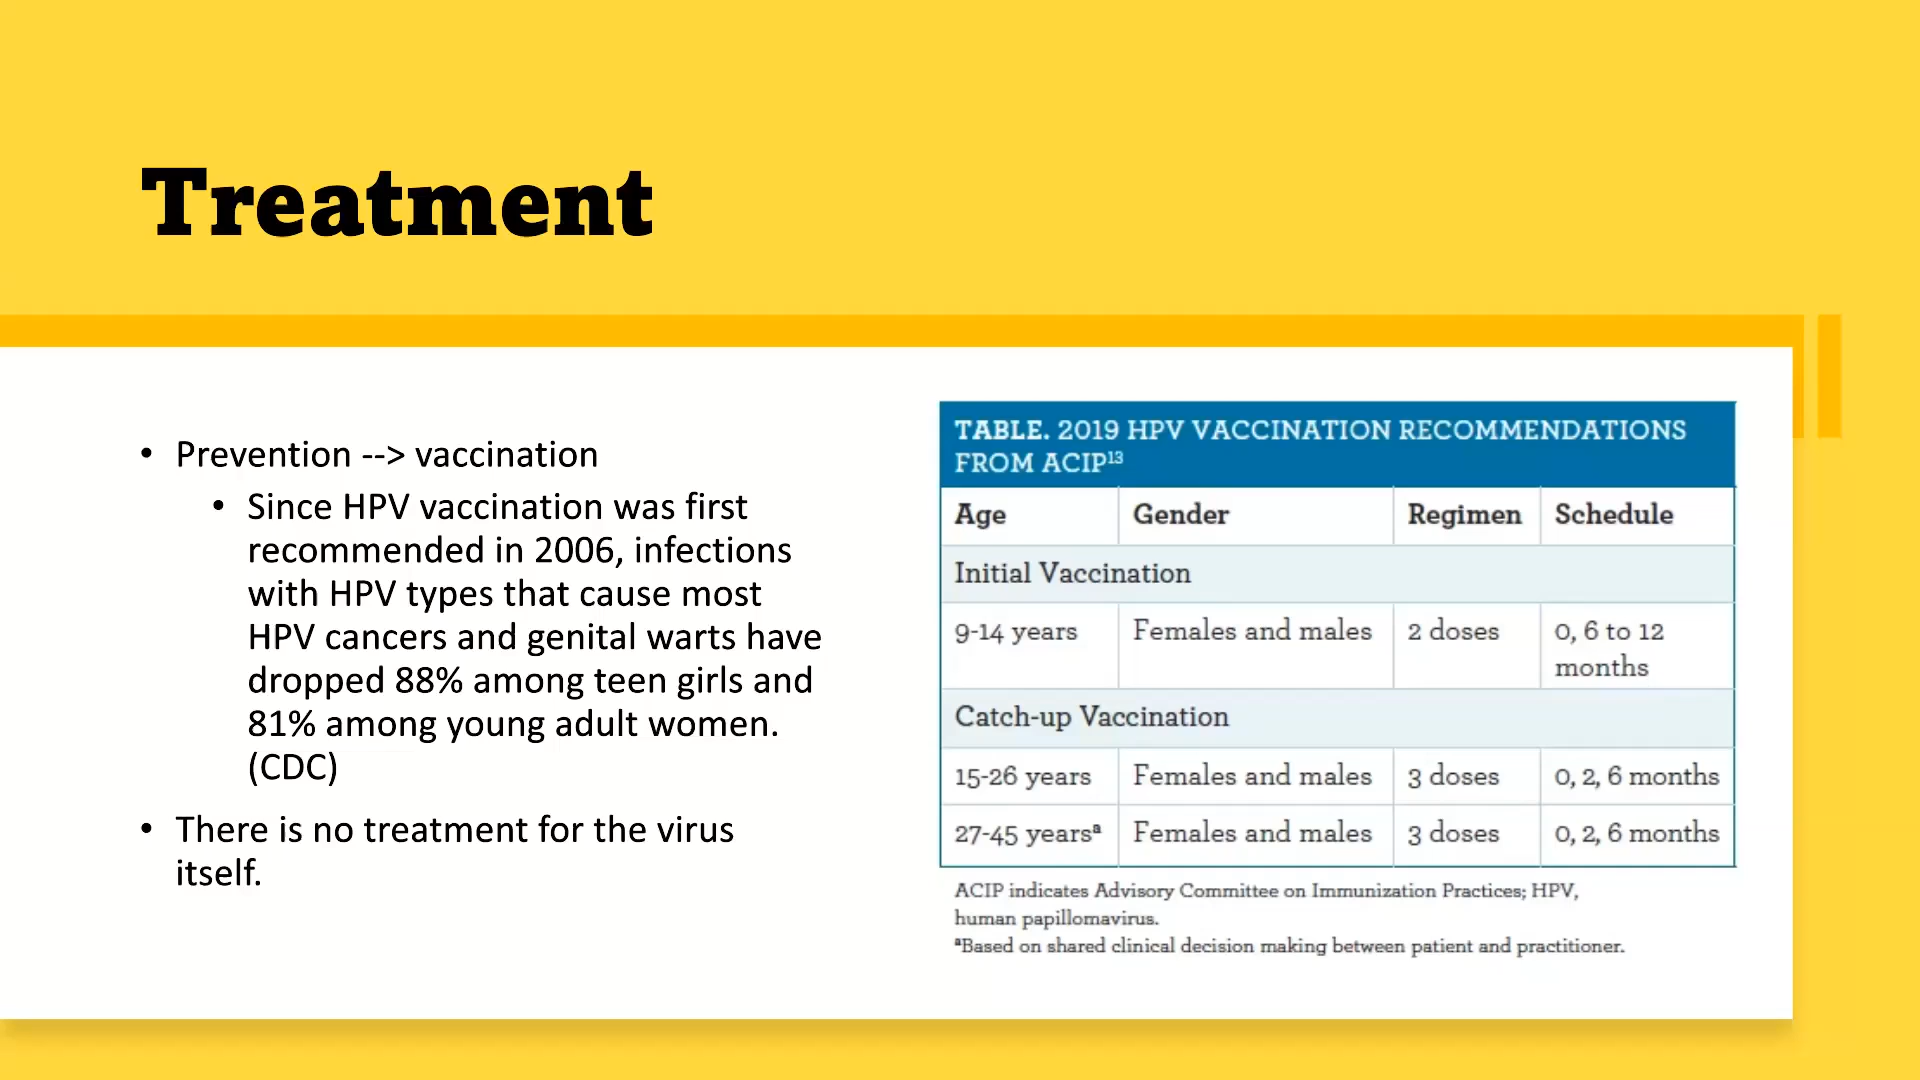 Treatment
• Prevention --> vaccination
• Since HPV vaccination was first
recommended in 2006, infections
with HPV types that cause most
HPV cancers and genital warts have
dropped 88% among teen girls and
81% among young adult women.
(CDC)
• There is no treatment for the virus
itself.
TABLE. 2019 HPV VACCINATION RECOMMENDATIONS
FROM ACIP¹³
Age Gender Regimen Schedule
Initial Vaccination
9-14 years Females and males 2 doses 0, 6 to 12
months
Catch-up Vaccination
15-26 years Females and males 3 doses 0, 2, 6 months
27-45 yearsᵃ Females and males 3 doses 0, 2, 6 months
ACIP indicates Advisory Committee on Immunization Practices; HPV,
human papillomavirus.
ᵃBased on shared clinical decision making between patient and practitioner.